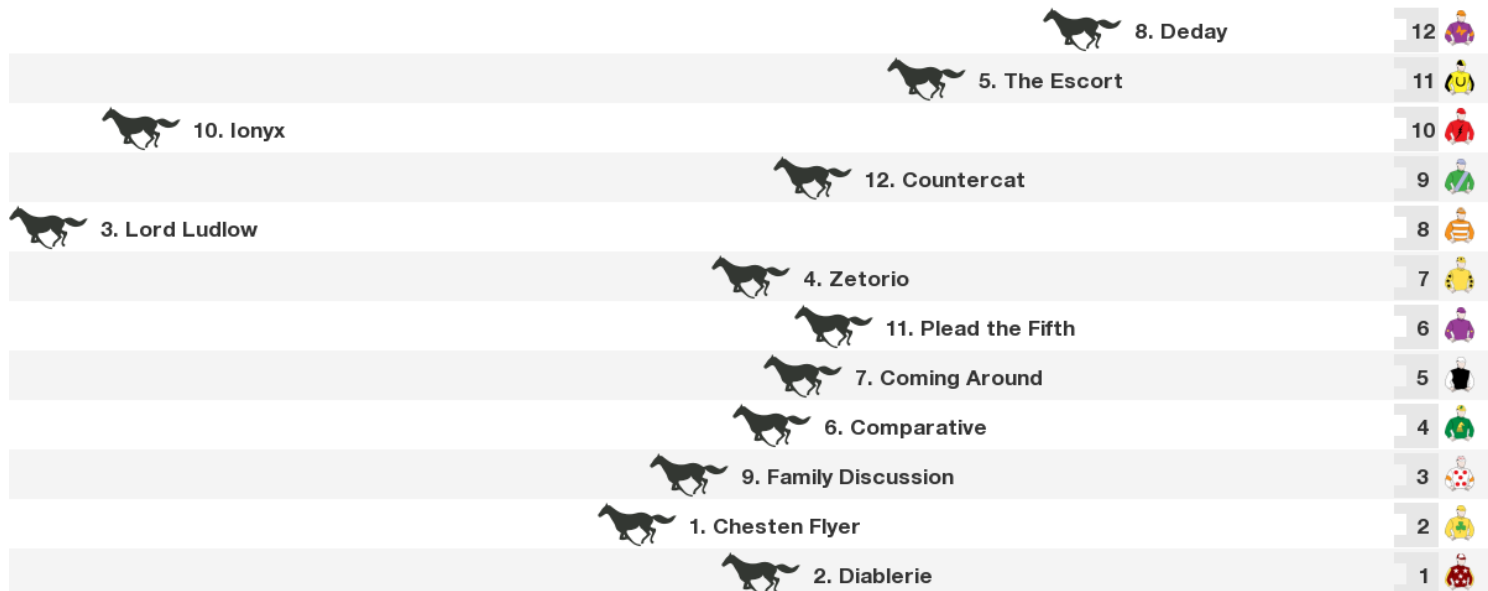 8. Deday 12
5. The Escort 11
10. Ionyx 10
12. Countercat 9
3. Lord Ludlow 8
4. Zetorio 7
11. Plead the Fifth 6
7. Coming Around 5
6. Comparative 4
9. Family Discussion 3
1. Chesten Flyer 2
2. Diablerie 1